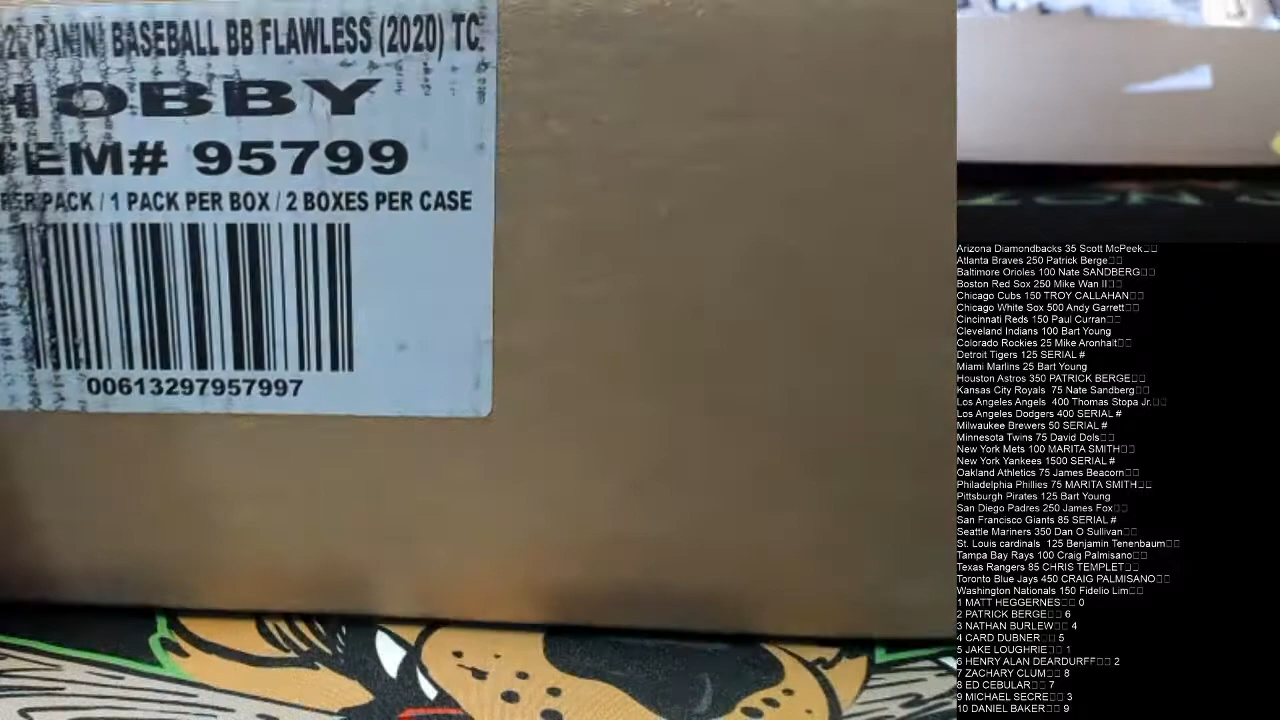 PANINI BASEBALL BB FLAWLESS (2020) TC
HOBBY
ITEM# 95799
PER PACK / 1 PACK PER BOX / 2 BOXES PER CASE
00613297957997
Arizona Diamondbacks 35 Scott McPeek
Atlanta Braves 250 Patrick Berge
Baltimore Orioles 100 Nate SANDBERG
Boston Red Sox 250 Mike Wan II
Chicago Cubs 150 TROY CALLAHAN
Chicago White Sox 500 Andy Garrett
Cincinnati Reds 150 Paul Curran
Cleveland Indians 100 Bart Young
Colorado Rockies 25 Mike Aronhalt
Detroit Tigers 125 SERIAL #
Miami Marlins 25 Bart Young
Houston Astros 350 PATRICK BERGE
Kansas City Royals 75 Nate Sandberg
Los Angeles Angels 400 Thomas Stopa Jr.
Los Angeles Dodgers 400 SERIAL #
Milwaukee Brewers 50 SERIAL #
Minnesota Twins 75 David Dols
New York Mets 100 MARITA SMITH
New York Yankees 1500 SERIAL #
Oakland Athletics 75 James Beacorn
Philadelphia Phillies 75 MARITA SMITH
Pittsburgh Pirates 125 Bart Young
San Diego Padres 250 James Fox
San Francisco Giants 85 SERIAL #
Seattle Mariners 350 Dan O Sullivan
St. Louis cardinals 125 Benjamin Tenenbaum
Tampa Bay Rays 100 Craig Palmisano
Texas Rangers 85 CHRIS TEMPLET
Toronto Blue Jays 450 CRAIG PALMISANO
Washington Nationals 150 Fidelio Lim
1 MATT HEGGERNES 0
2 PATRICK BERGE 6
3 NATHAN BURLEW 4
4 CARD DUBNER 5
5 JAKE LOUGHRIE 1
6 HENRY ALAN DEARDURFF 2
7 ZACHARY CLUM 8
8 ED CEBULAR 7
9 MICHAEL SECRE 3
10 DANIEL BAKER 9